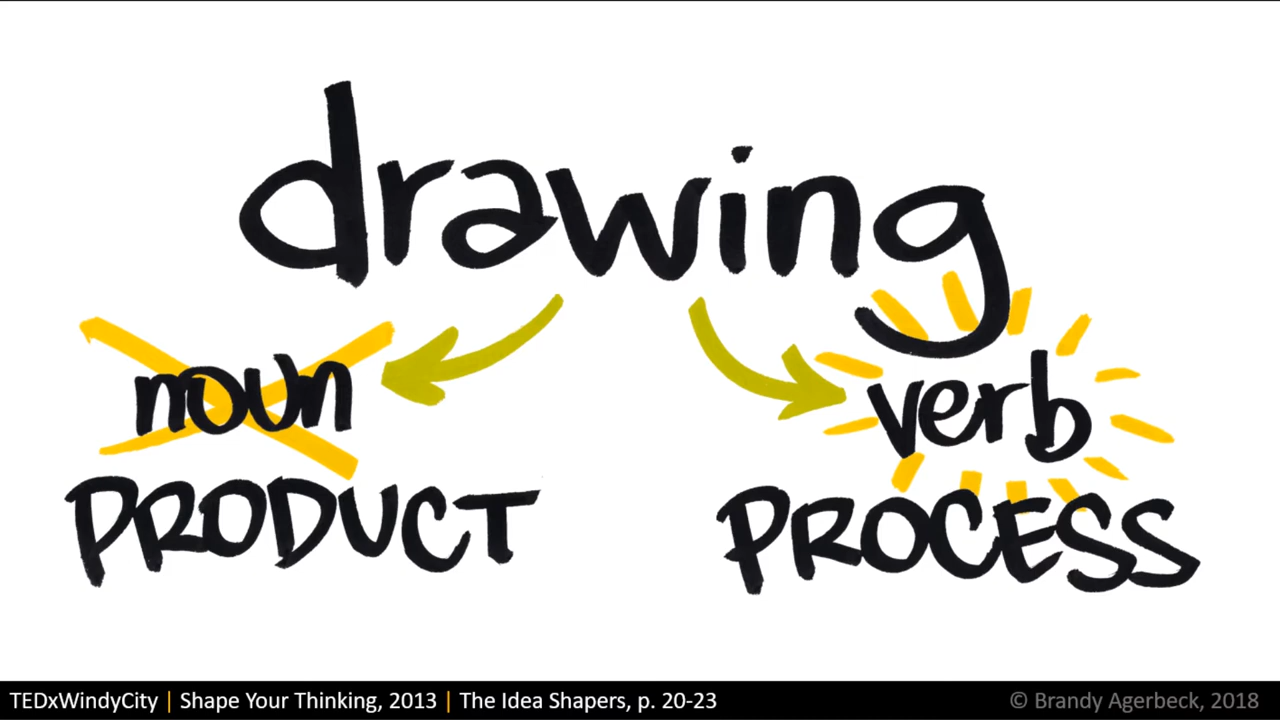 drawing
noun
verb
PRODUCT
PROCESS
TEDxWindyCity | Shape Your Thinking, 2013 | The Idea Shapers, p. 20-23
© Brandy Agerbeck, 2018